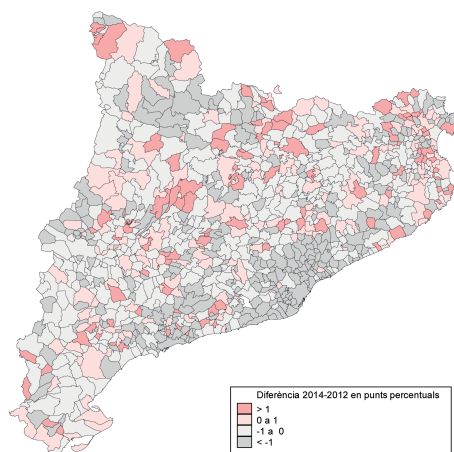 Diferència 2014-2012 en punts percentuals
> 1
0 a 1
-1 a 0
< -1